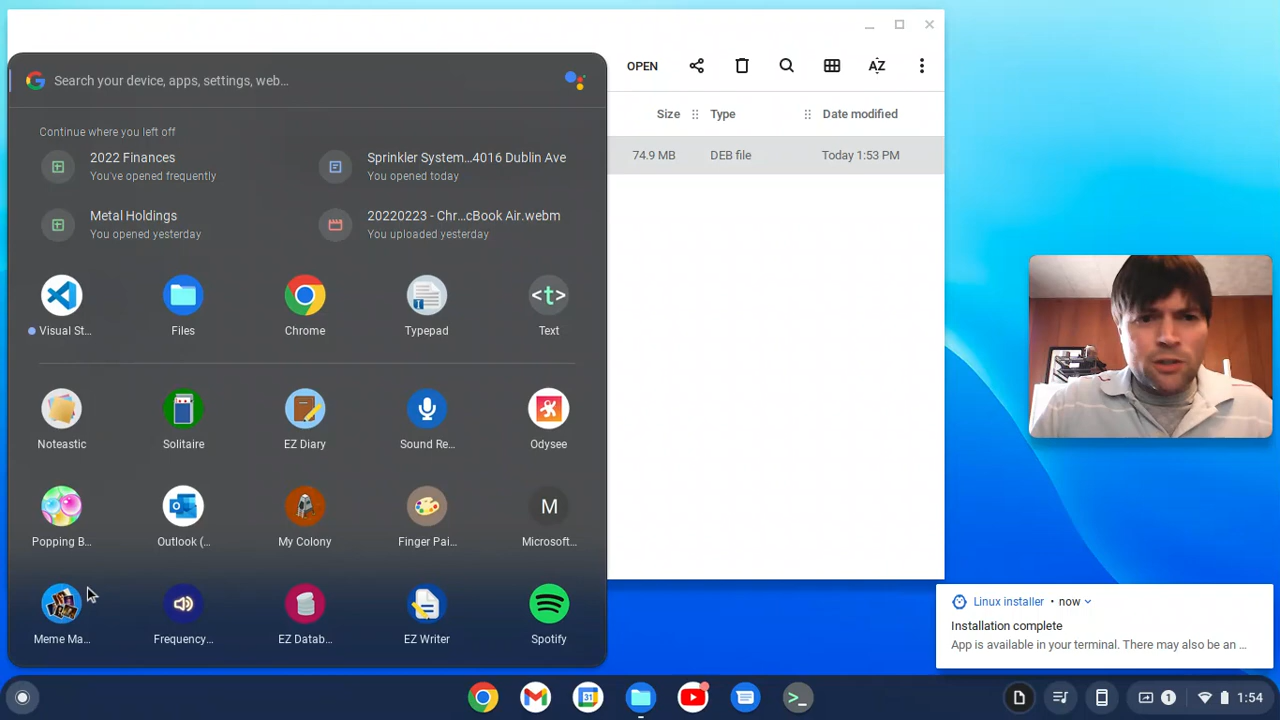 Search your device, apps, settings, web...
OPEN
AZ
Size
Type
Date modified
74.9 MB
DEB file
Today 1:53 PM
Continue where you left off
2022 Finances
You've opened frequently
Sprinkler System...4016 Dublin Ave
You opened today
Metal Holdings
You opened yesterday
20220223 - Chr...cBook Air.webm
You uploaded yesterday
<t>
Visual St...
Files
Chrome
Typepad
Text
Noteastic
Solitaire
EZ Diary
Sound Re...
Odysee
M
Popping B...
Outlook (...
My Colony
Finger Pai...
Microsoft...
Meme Ma...
Frequency...
EZ Datab...
EZ Writer
Spotify
Linux installer • now
Installation complete
App is available in your terminal. There may also be an ...
31
>_
1
1:54